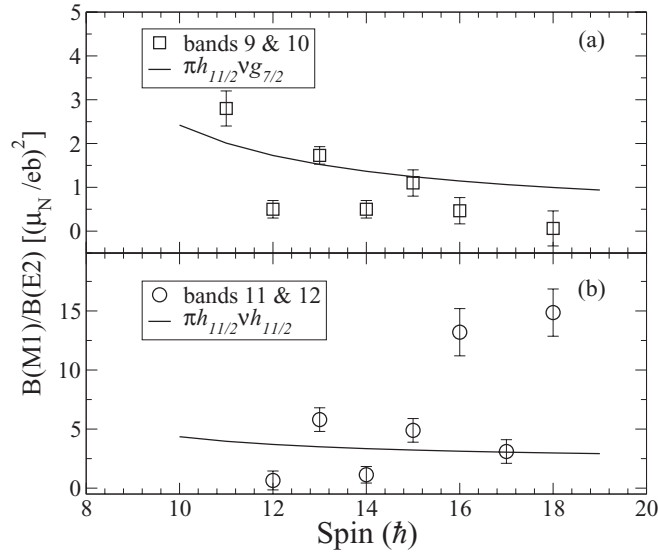 (a)
bands 9 & 10
πh11/2νg7/2
4
3
2
1
0
B(M1)/B(E2) [(μN /eb)2]
(b)
bands 11 & 12
πh11/2νh11/2
15
10
5
0
8 10 12 14 16 18 20
Spin (ℏ)